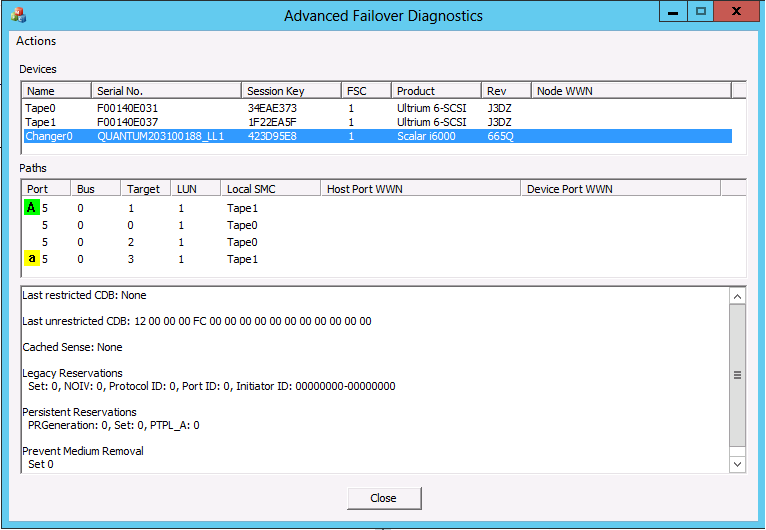 Advanced Failover Diagnostics
Actions
Devices
Name Serial No. Session Key FSC Product Rev Node WWN
Tape0 F00140E031 34EAE373 1 Ultrium 6-SCSI J3DZ
Tape1 F00140E037 1F22EA5F 1 Ultrium 6-SCSI J3DZ
Changer0 QUANTUM203100188_LL1 423D95E8 1 Scalar i6000 665Q
Paths
Port Bus Target LUN Local SMC Host Port WWN Device Port WWN
A 5 0 1 1 Tape1
5 0 0 1 Tape0
5 0 2 1 Tape0
a 5 0 3 1 Tape1
Last restricted CDB: None
Last unrestricted CDB: 12 00 00 00 FC 00 00 00 00 00 00 00 00 00 00 00
Cached Sense: None
Legacy Reservations
Set: 0, NOIV: 0, Protocol ID: 0, Port ID: 0, Initiator ID: 00000000-00000000
Persistent Reservations
PRGeneration: 0, Set: 0, PTPL_A: 0
Prevent Medium Removal
Set 0
Close